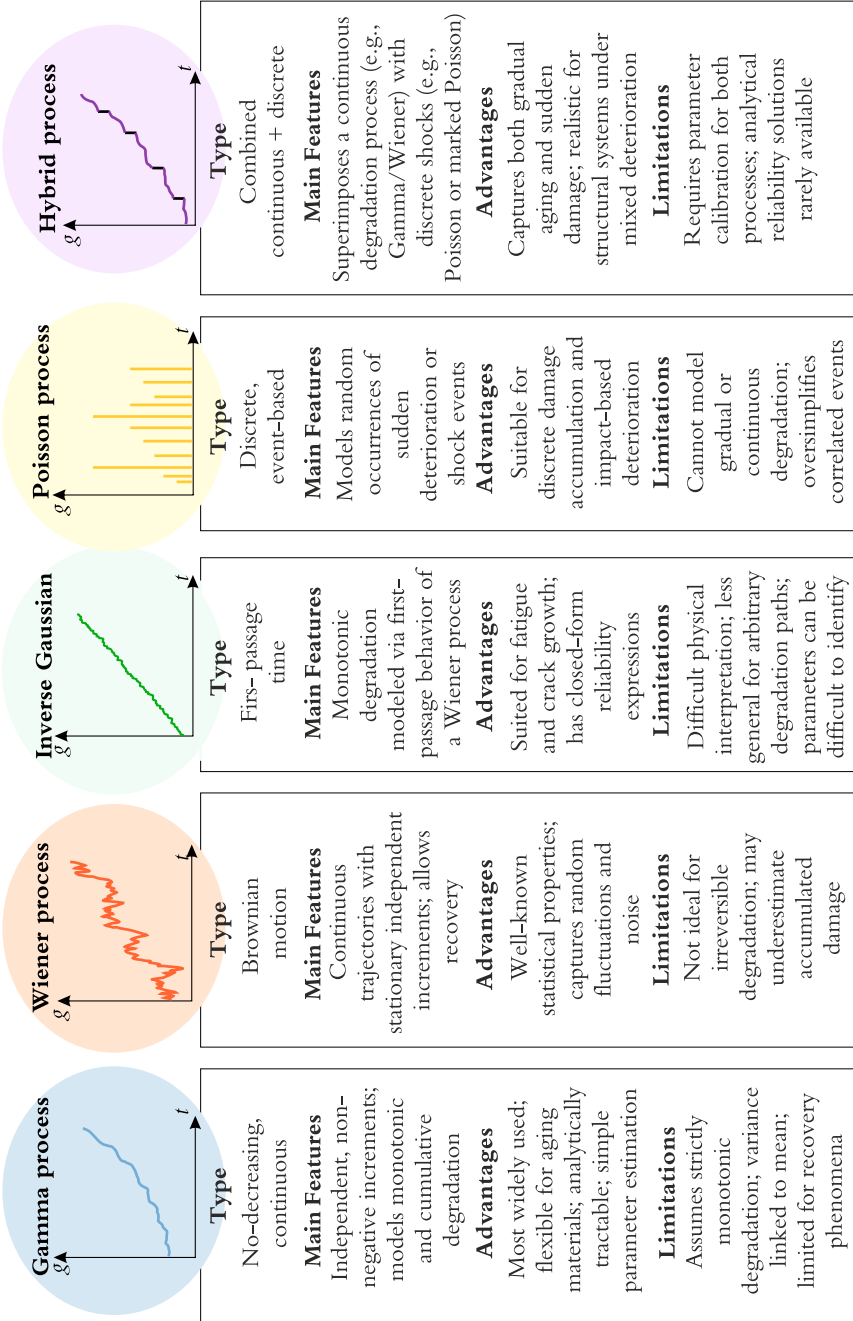 Gamma process
g
t
Type
No-decreasing,
continuous
Main Features
Independent, non-
negative increments;
models monotonic
and cumulative
degradation
Advantages
Most widely used;
flexible for aging
materials; analytically
tractable; simple
parameter estimation
Limitations
Assumes strictly
monotonic
degradation; variance
linked to mean;
limited for recovery
phenomena
Wiener process
g
t
Type
Brownian
motion
Main Features
Continuous
trajectories with
stationary independent
increments; allows
recovery
Advantages
Well-known
statistical properties;
captures random
fluctuations and
noise
Limitations
Not ideal for
irreversible
degradation; may
underestimate
accumulated
damage
Inverse Gaussian
g
t
Type
Firs- passage
time
Main Features
Monotonic
degradation
modeled via first-
passage behavior of
a Wiener process
Advantages
Suited for fatigue
and crack growth;
has closed-form
reliability
expressions
Limitations
Difficult physical
interpretation; less
general for arbitrary
degradation paths;
parameters can be
difficult to identify
Poisson process
g
t
Type
Discrete,
event-based
Main Features
Models random
occurrences of
sudden
deterioration or
shock events
Advantages
Suitable for
discrete damage
accumulation and
impact-based
deterioration
Limitations
Cannot model
gradual or
continuous
degradation;
oversimplifies
correlated events
Hybrid process
g
t
Type
Combined
continuous + discrete
Main Features
Superimposes a continuous
degradation process (e.g.,
Gamma/Wiener) with
discrete shocks (e.g.,
Poisson or marked Poisson)
Advantages
Captures both gradual
aging and sudden
damage; realistic for
structural systems under
mixed deterioration
Limitations
Requires parameter
calibration for both
processes; analytical
reliability solutions
rarely available